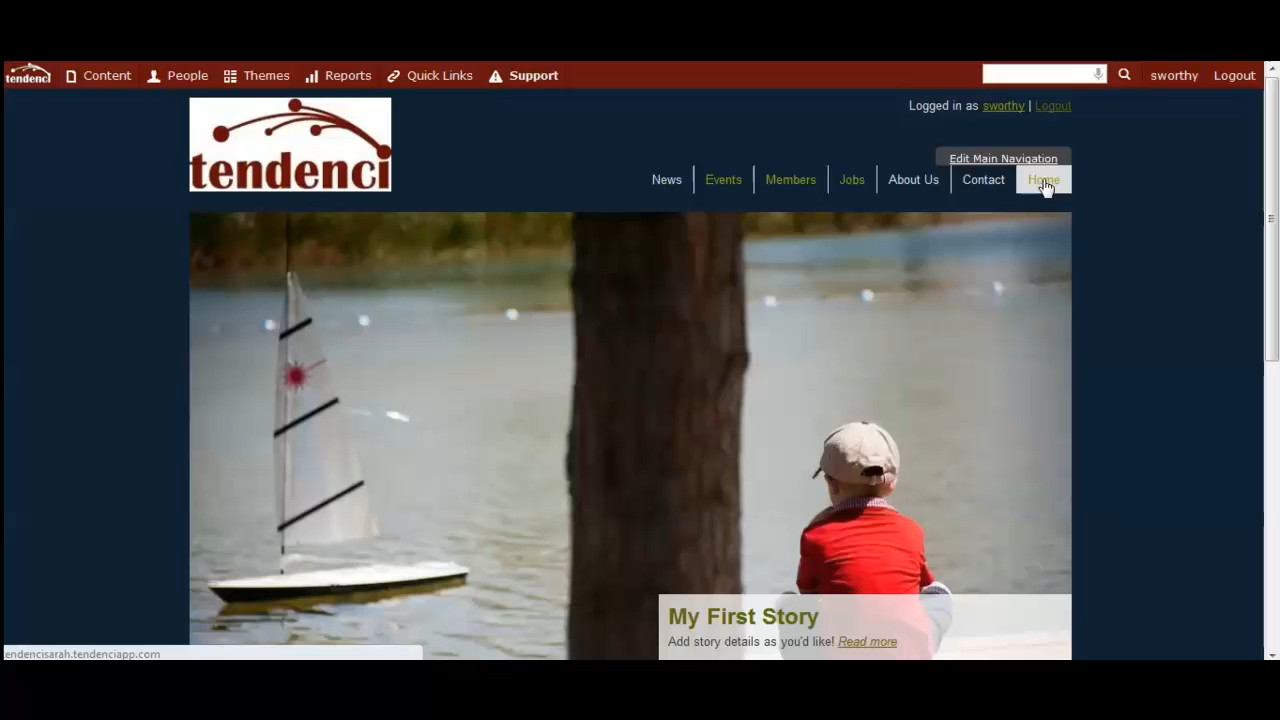 tendenci Content People Themes Reports Quick Links Support sworthy Logout
Logged in as sworthy | Logout
tendenci
Edit Main Navigation
News Events Members Jobs About Us Contact Home
My First Story
Add story details as you'd like! Read more
endencisarah.tendenciapp.com